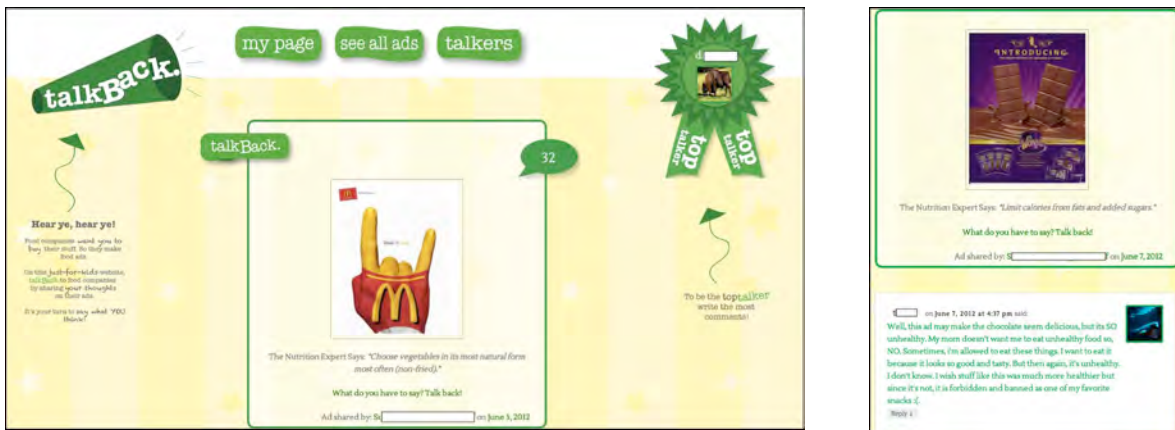 talkBack.
my page
see all ads
talkers
d
top talker
top talker
talkBack.
32
Hear ye, hear ye!
Food companies want you to
buy their stuff. So they make
food ads.
On this just-for-kids website,
talkBack to food companies
by sharing your thoughts
on their ads.
It's your turn to say what YOU
think!
To be the toptalker
write the most
comments!
The Nutrition Expert Says: "Choose vegetables in its most natural form
most often (non-fried)."
What do you have to say? Talk back!
Ad shared by: S on June 5, 2012
INTRODUCING
The Nutrition Expert Says: "Limit calories from fats and added sugars."
What do you have to say? Talk back!
Ad shared by: S on June 7, 2012
on June 7, 2012 at 4:37 pm said:
Well, this ad may make the chocolate seem delicious, but its SO
unhealthy. My mom doesn't want me to eat unhealthy food so,
NO. Sometimes, i'm allowed to eat these things. I want to eat it
because it looks so good and tasty. But then again, it's unhealthy.
I don't know. I wish stuff like this was much more healthier but
since it's not, it is forbidden and banned as one of my favorite
snacks :(.
Reply ↓